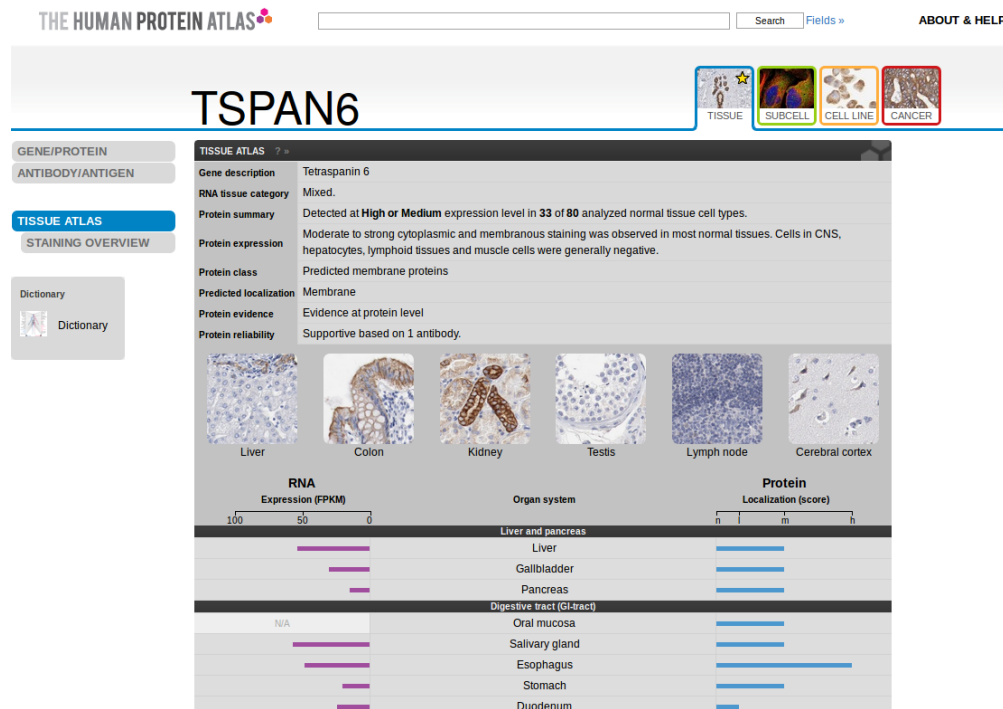 THE HUMAN PROTEIN ATLAS
Search
Fields »
ABOUT & HELP
TSPAN6
TISSUE
SUBCELL
CELL LINE
CANCER
GENE/PROTEIN
ANTIBODY/ANTIGEN
TISSUE ATLAS
STAINING OVERVIEW
Dictionary
Dictionary
TISSUE ATLAS ? »
Gene description Tetraspanin 6
RNA tissue category Mixed.
Protein summary Detected at High or Medium expression level in 33 of 80 analyzed normal tissue cell types.
Protein expression Moderate to strong cytoplasmic and membranous staining was observed in most normal tissues. Cells in CNS,
hepatocytes, lymphoid tissues and muscle cells were generally negative.
Protein class Predicted membrane proteins
Predicted localization Membrane
Protein evidence Evidence at protein level
Protein reliability Supportive based on 1 antibody.
Liver Colon Kidney Testis Lymph node Cerebral cortex
RNA Protein
Expression (FPKM) Organ system Localization (score)
100 50 0 n l m h
Liver and pancreas
Liver
Gallbladder
Pancreas
Digestive tract (GI-tract)
N/A Oral mucosa
Salivary gland
Esophagus
Stomach
Duodenum